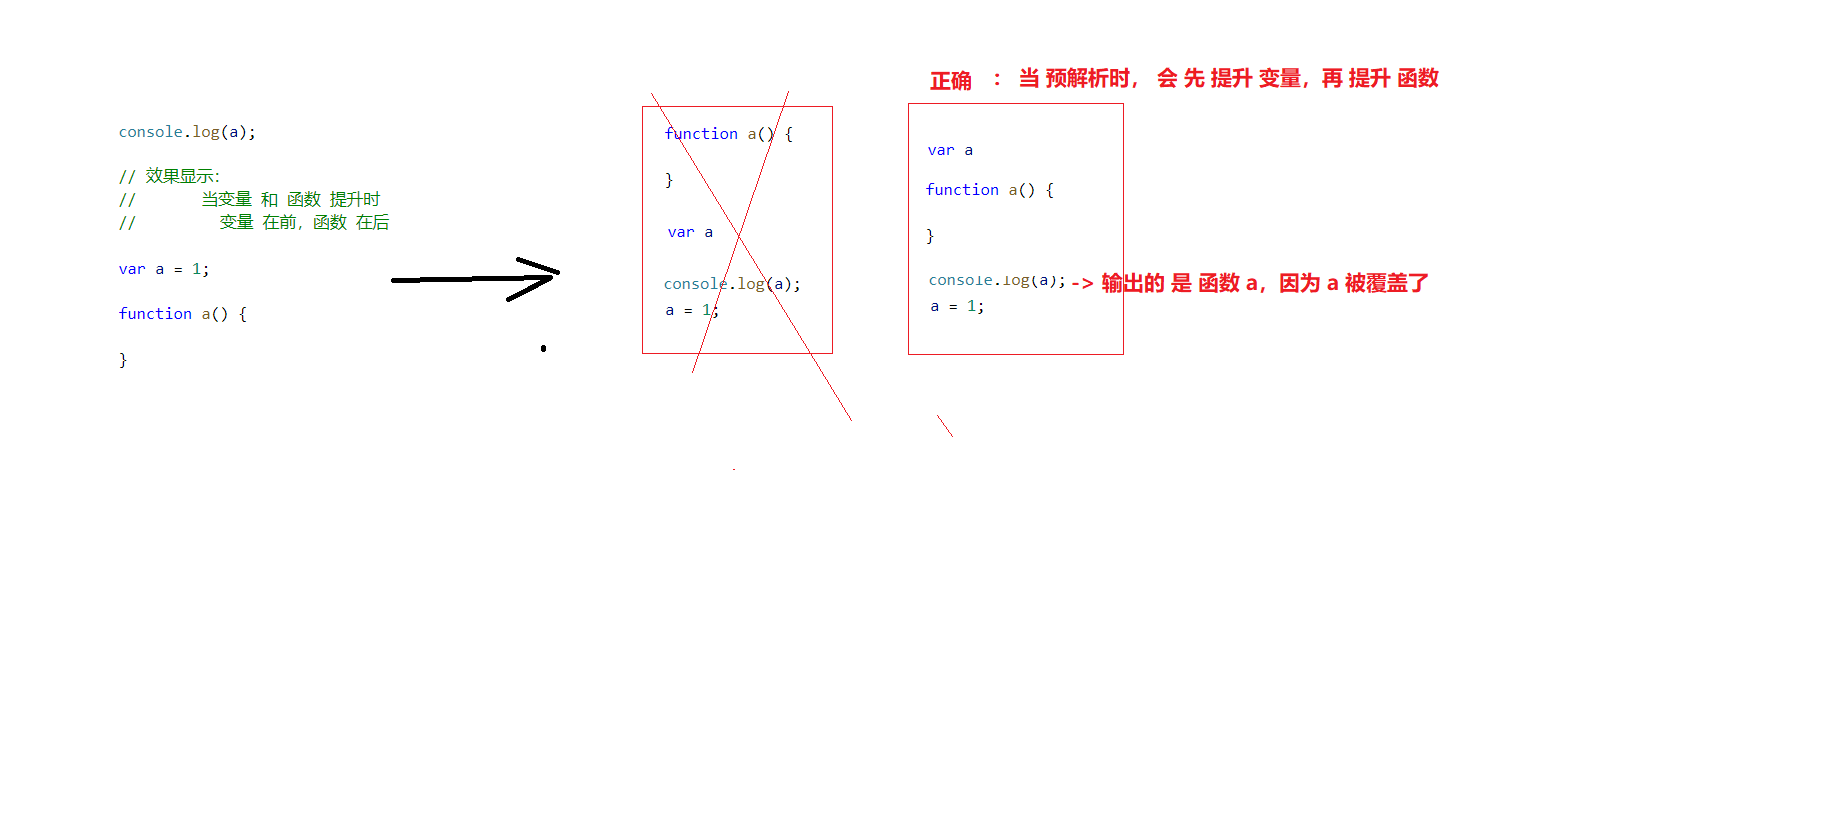 console.log(a);
// 效果显示：
// 当变量 和 函数 提升时
// 变量 在前，函数 在后
var a = 1;
function a() {
}
function a() {
}
var a
console.log(a);
a = 1;
正确 ： 当 预解析时， 会 先 提升 变量，再 提升 函数
var a
function a() {
}
console.log(a); -> 输出的 是 函数 a，因为 a 被覆盖了
a = 1;